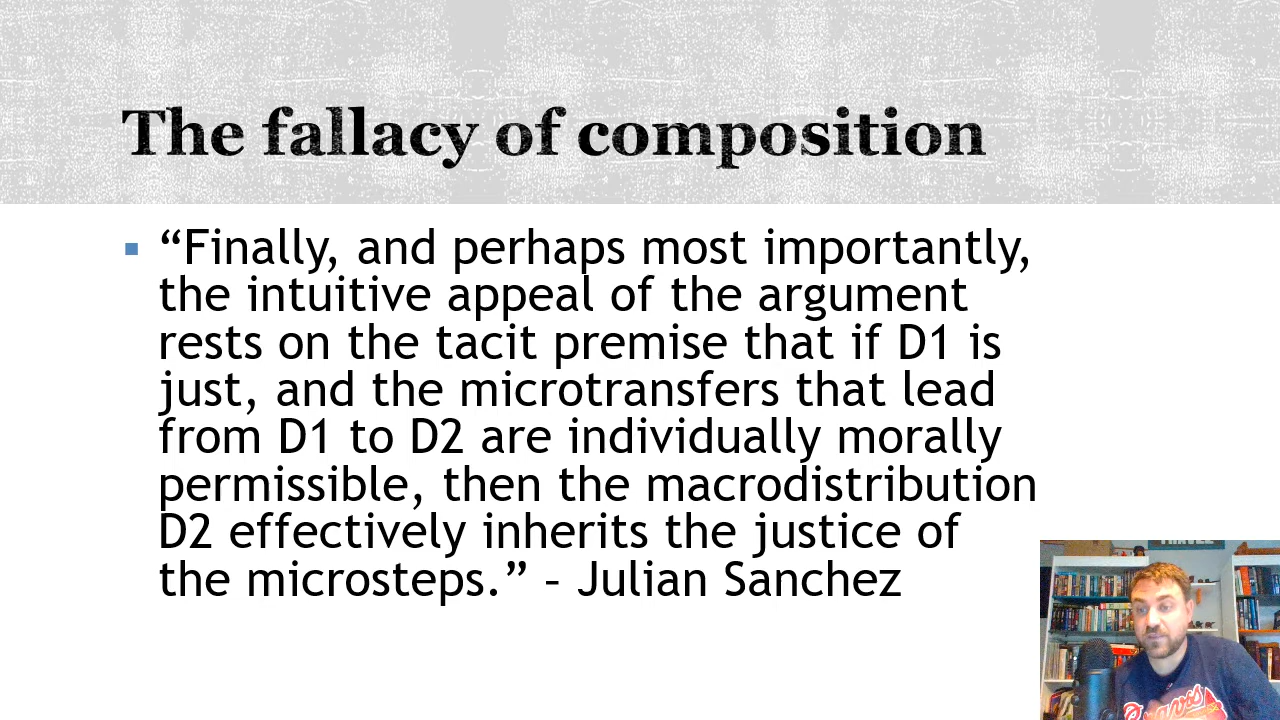 The fallacy of composition
“Finally, and perhaps most importantly,
the intuitive appeal of the argument
rests on the tacit premise that if D1 is
just, and the microtransfers that lead
from D1 to D2 are individually morally
permissible, then the macrodistribution
D2 effectively inherits the justice of
the microsteps.” – Julian Sanchez
Braves